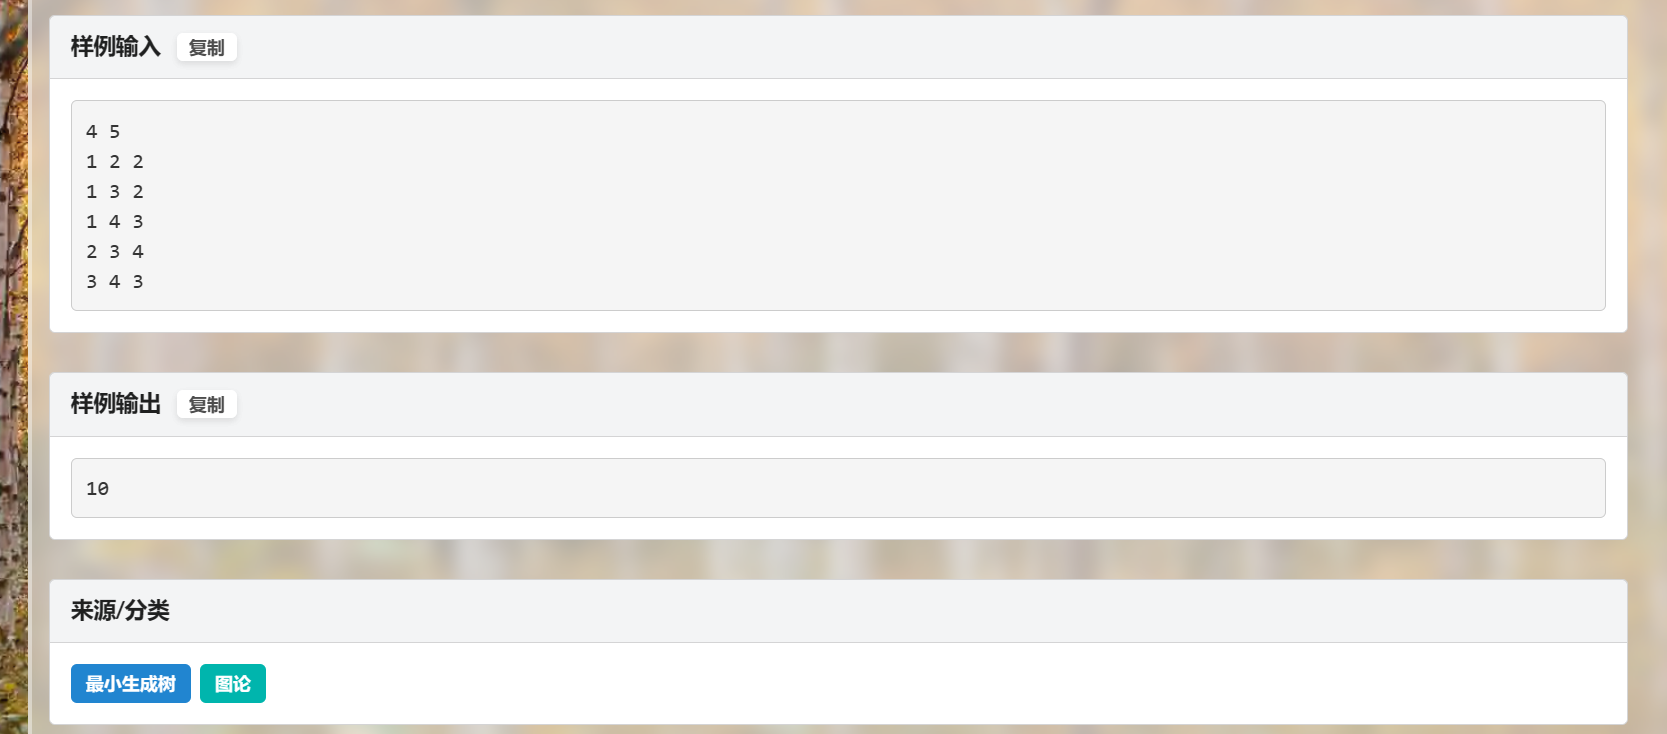 样例输入 复制
4 5
1 2 2
1 3 2
1 4 3
2 3 4
3 4 3
样例输出 复制
10
来源/分类
最小生成树 图论